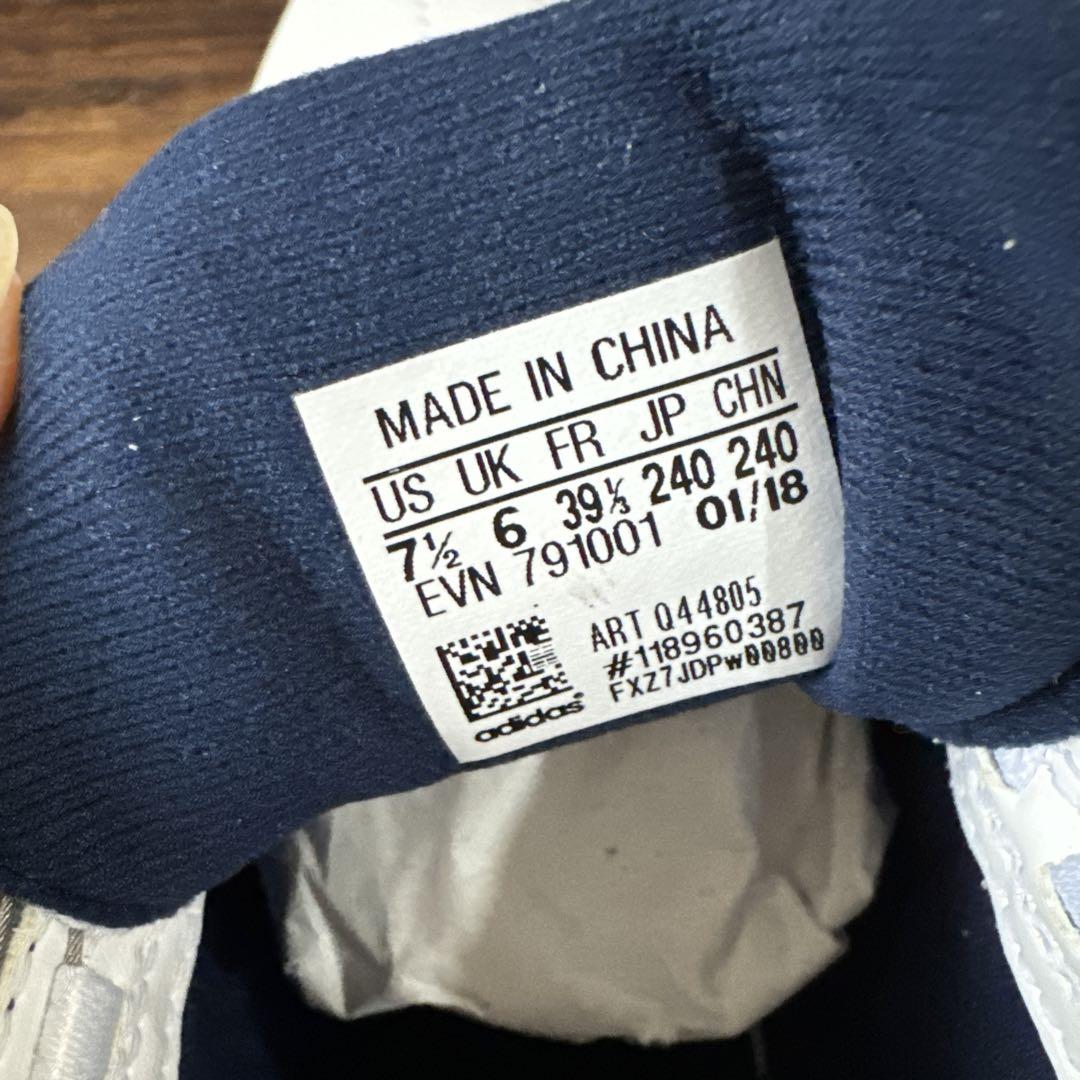 MADE IN CHINA
US UK FR JP CHN
7½ 6 39⅓ 240 240
EVN 791001 01/18
ART Q44805
#118960387
FXZ7JDPW00800
adidas